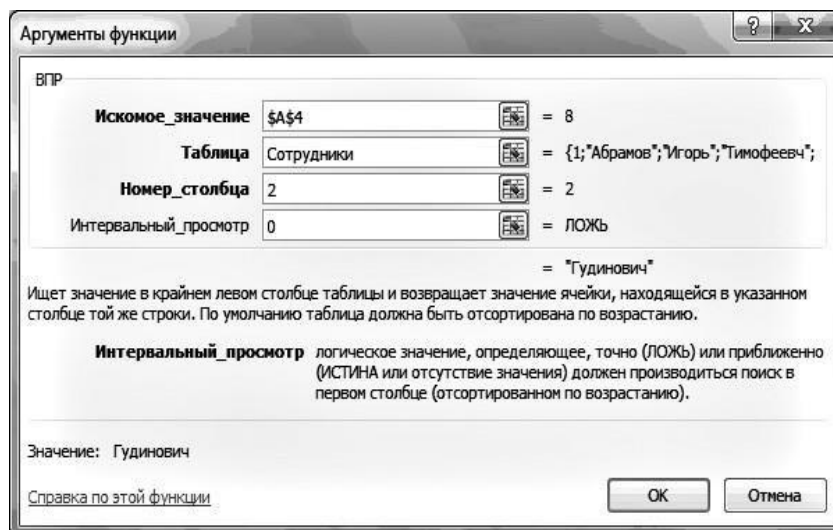 Аргументы функции
ВПР
Искомое_значение $A$4 = 8
Таблица Сотрудники = {1;"Абрамов";"Игорь";"Тимофеевч";
Номер_столбца 2 = 2
Интервальный_просмотр 0 = ЛОЖЬ
= "Гудинович"
Ищет значение в крайнем левом столбце таблицы и возвращает значение ячейки, находящейся в указанном
столбце той же строки. По умолчанию таблица должна быть отсортирована по возрастанию.
Интервальный_просмотр логическое значение, определяющее, точно (ЛОЖЬ) или приближенно
(ИСТИНА или отсутствие значения) должен производиться поиск в
первом столбце (отсортированном по возрастанию).
Значение: Гудинович
Справка по этой функции OK Отмена